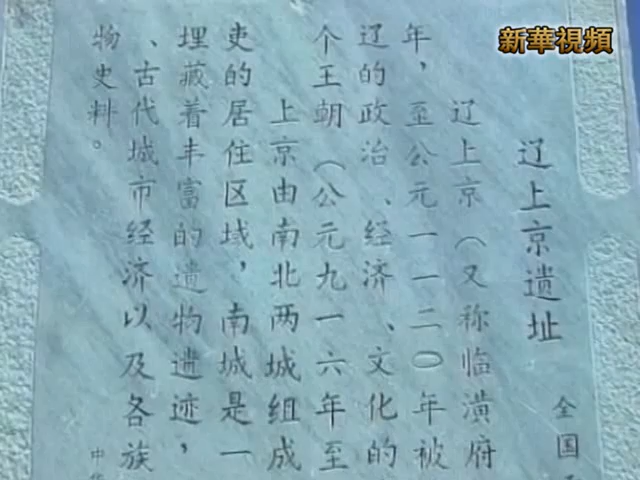 新華視頻
辽上京遗址
全国
辽上京（又称临潢府
年，至公元一一二〇年被
辽的政治、经济、文化的
个王朝（公元九一六年至
上京由南北两城组成
吏的居住区域，南城是一
埋藏着丰富的遗物遗迹，
、古代城市经济以及各族
物史料。
中华